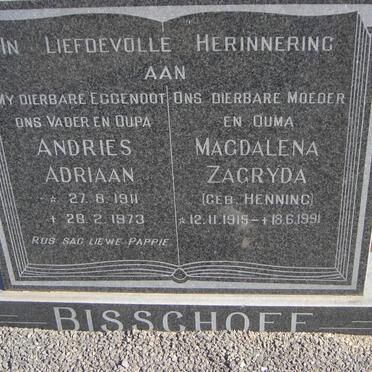 IN LIEFDEVOLLE HERINNERING
AAN
MY DIERBARE EGGENOOT
ONS VADER EN OUPA
ANDRIES
ADRIAAN
* 27.8.1911
† 28.2.1973
RUS SAG LIEWE PAPPIE.
ONS DIERBARE MOEDER
EN OUMA
MAGDALENA
ZAGRYDA
(GEB. HENNING)
*12.11.1915-†18.6.1991
BISSCHOFF